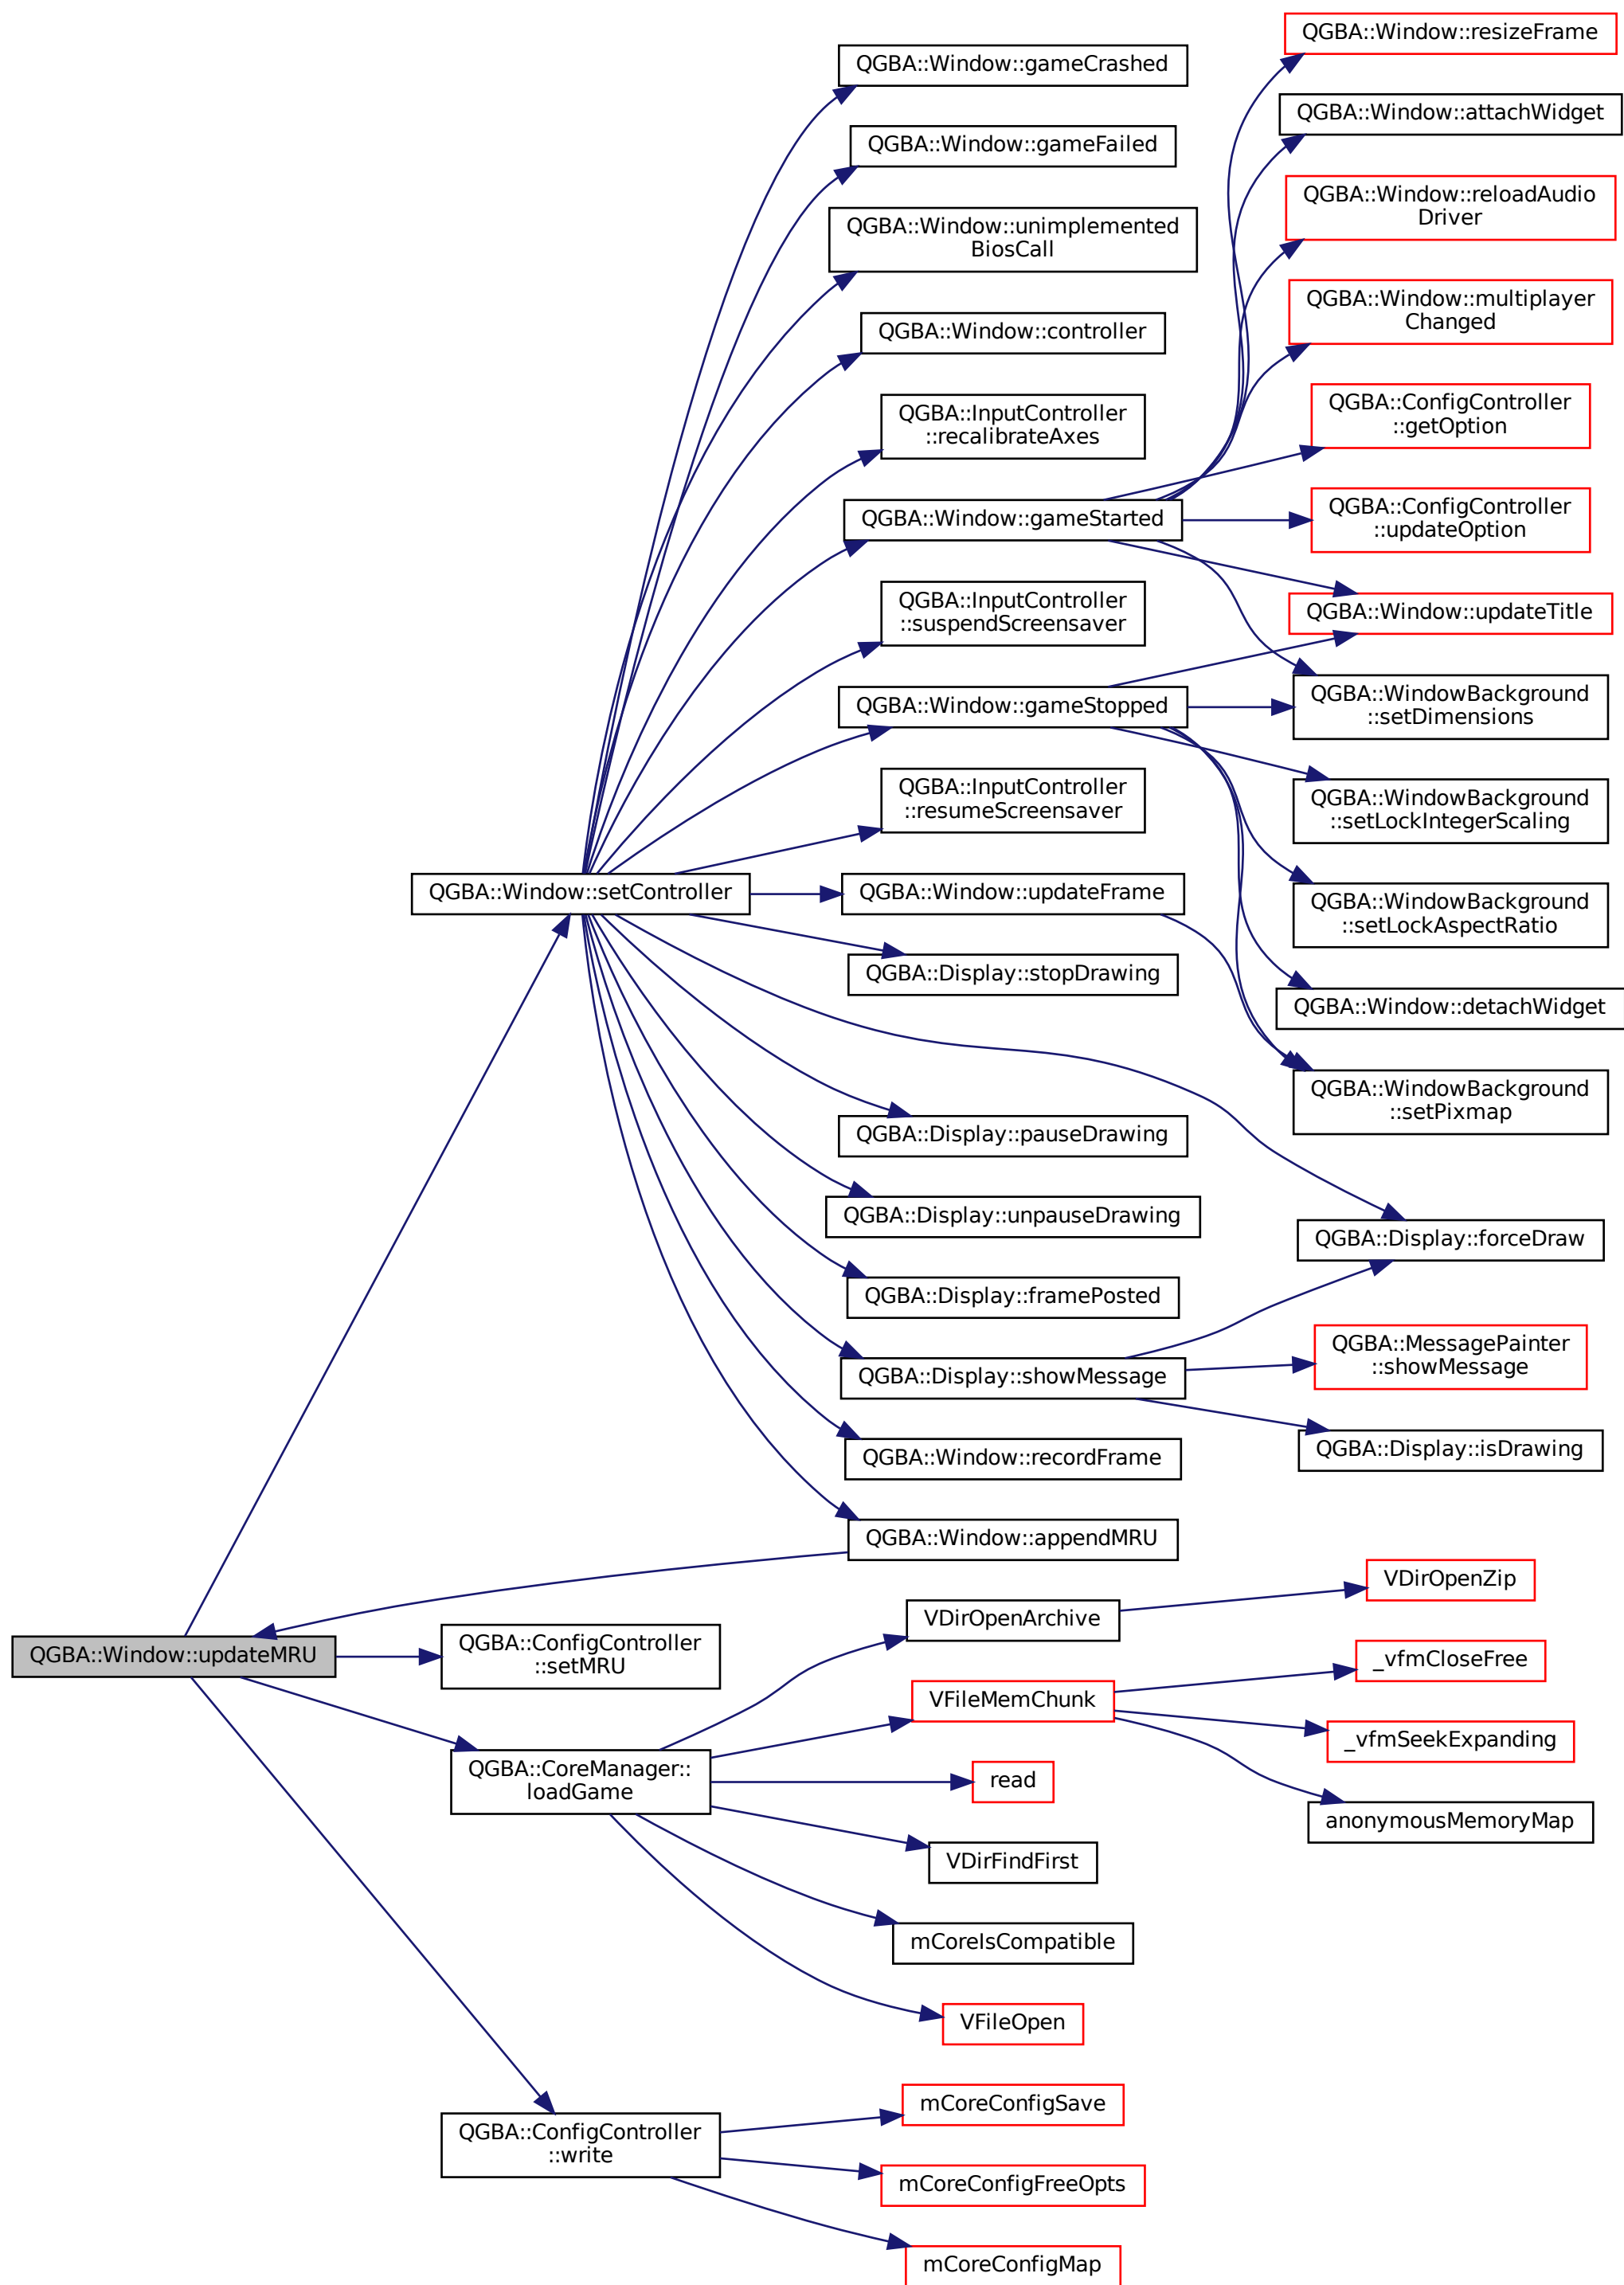 QGBA::Window::resizeFrame
QGBA::Window::gameCrashed
QGBA::Window::attachWidget
QGBA::Window::gameFailed
QGBA::Window::reloadAudio
Driver
QGBA::Window::unimplemented
BiosCall
QGBA::Window::multiplayer
Changed
QGBA::Window::controller
QGBA::ConfigController
::getOption
QGBA::InputController
::recalibrateAxes
QGBA::Window::gameStarted
QGBA::ConfigController
::updateOption
QGBA::InputController
::suspendScreensaver
QGBA::Window::updateTitle
QGBA::Window::gameStopped
QGBA::WindowBackground
::setDimensions
QGBA::InputController
::resumeScreensaver
QGBA::WindowBackground
::setLockIntegerScaling
QGBA::Window::setController
QGBA::Window::updateFrame
QGBA::WindowBackground
::setLockAspectRatio
QGBA::Display::stopDrawing
QGBA::Window::detachWidget
QGBA::WindowBackground
::setPixmap
QGBA::Display::pauseDrawing
QGBA::Display::unpauseDrawing
QGBA::Display::forceDraw
QGBA::Display::framePosted
QGBA::MessagePainter
::showMessage
QGBA::Display::showMessage
QGBA::Display::isDrawing
QGBA::Window::recordFrame
QGBA::Window::appendMRU
VDirOpenZip
VDirOpenArchive
QGBA::Window::updateMRU
QGBA::ConfigController
::setMRU
_vfmCloseFree
VFileMemChunk
_vfmSeekExpanding
QGBA::CoreManager::
loadGame
read
anonymousMemoryMap
VDirFindFirst
mCoreIsCompatible
VFileOpen
mCoreConfigSave
QGBA::ConfigController
::write
mCoreConfigFreeOpts
mCoreConfigMap